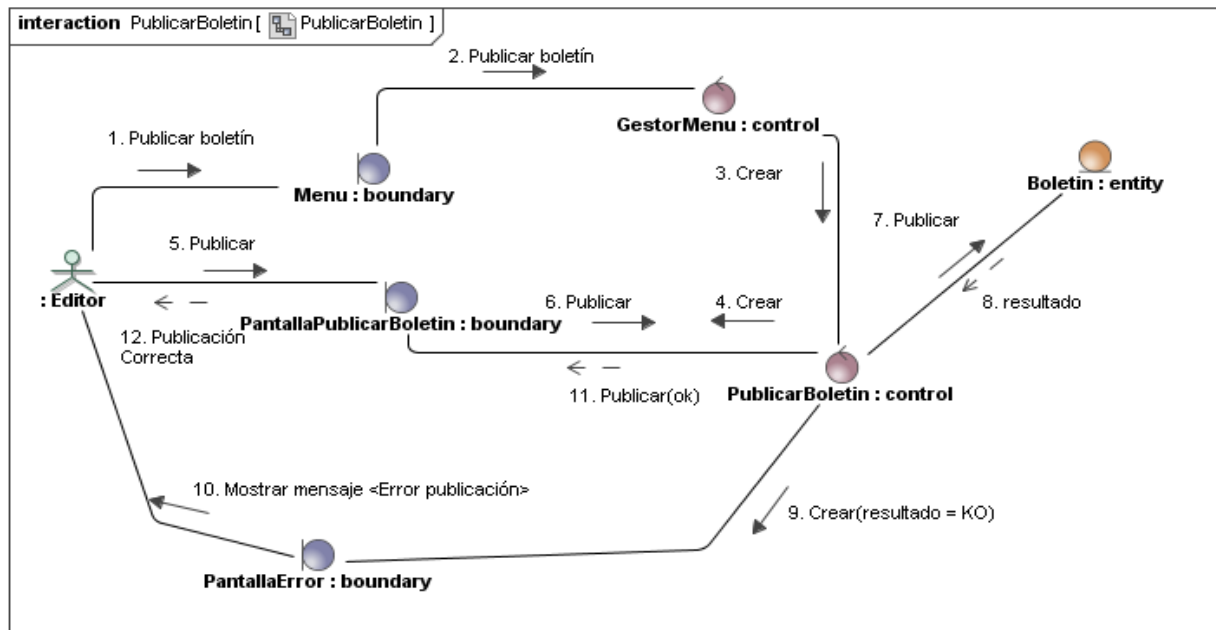 interaction PublicarBoletin [ PublicarBoletin ]
2. Publicar boletín
GestorMenu : control
1. Publicar boletín
Menu : boundary
3. Crear
Boletin : entity
7. Publicar
5. Publicar
: Editor
PantallaPublicarBoletin : boundary
6. Publicar
4. Crear
8. resultado
12. Publicación
Correcta
11. Publicar(ok)
PublicarBoletin : control
10. Mostrar mensaje <Error publicación>
9. Crear(resultado = KO)
PantallaError : boundary